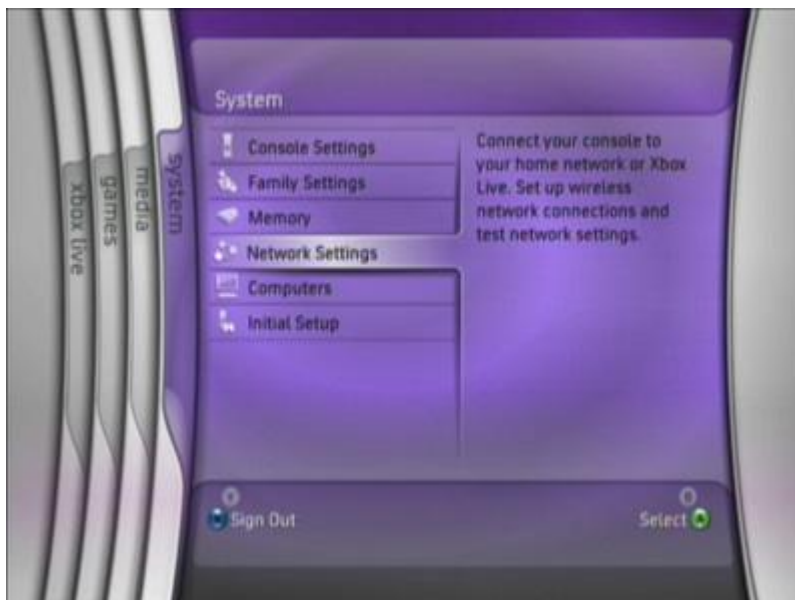 System
Console Settings
Family Settings
Memory
Network Settings
Computers
Initial Setup
Connect your console to
your home network or Xbox
Live. Set up wireless
network connections and
test network settings.
xbox live
games
media
system
Sign Out
Select